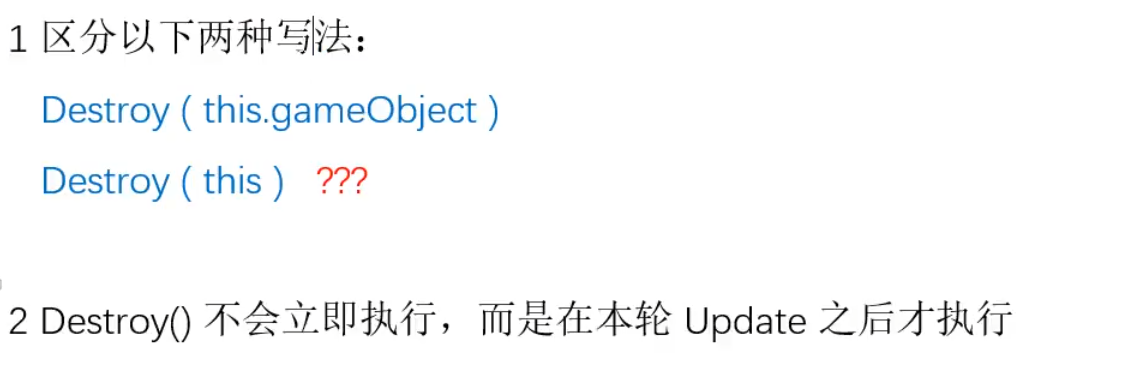 1 区分以下两种写法：
Destroy ( this.gameObject )
Destroy ( this ) ???
2 Destroy() 不会立即执行，而是在本轮 Update 之后才执行